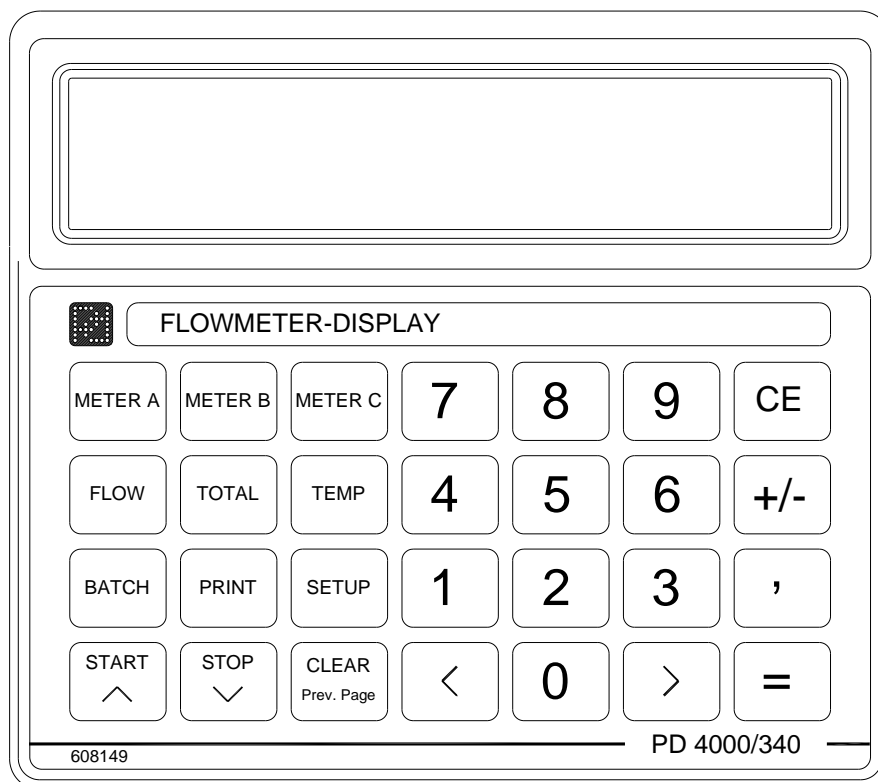 FLOWMETER-DISPLAY
METER A METER B METER C 7 8 9 CE
FLOW TOTAL TEMP 4 5 6 +/-
BATCH PRINT SETUP 1 2 3 ,
START STOP CLEAR
Prev. Page < 0 > =
PD 4000/340
608149